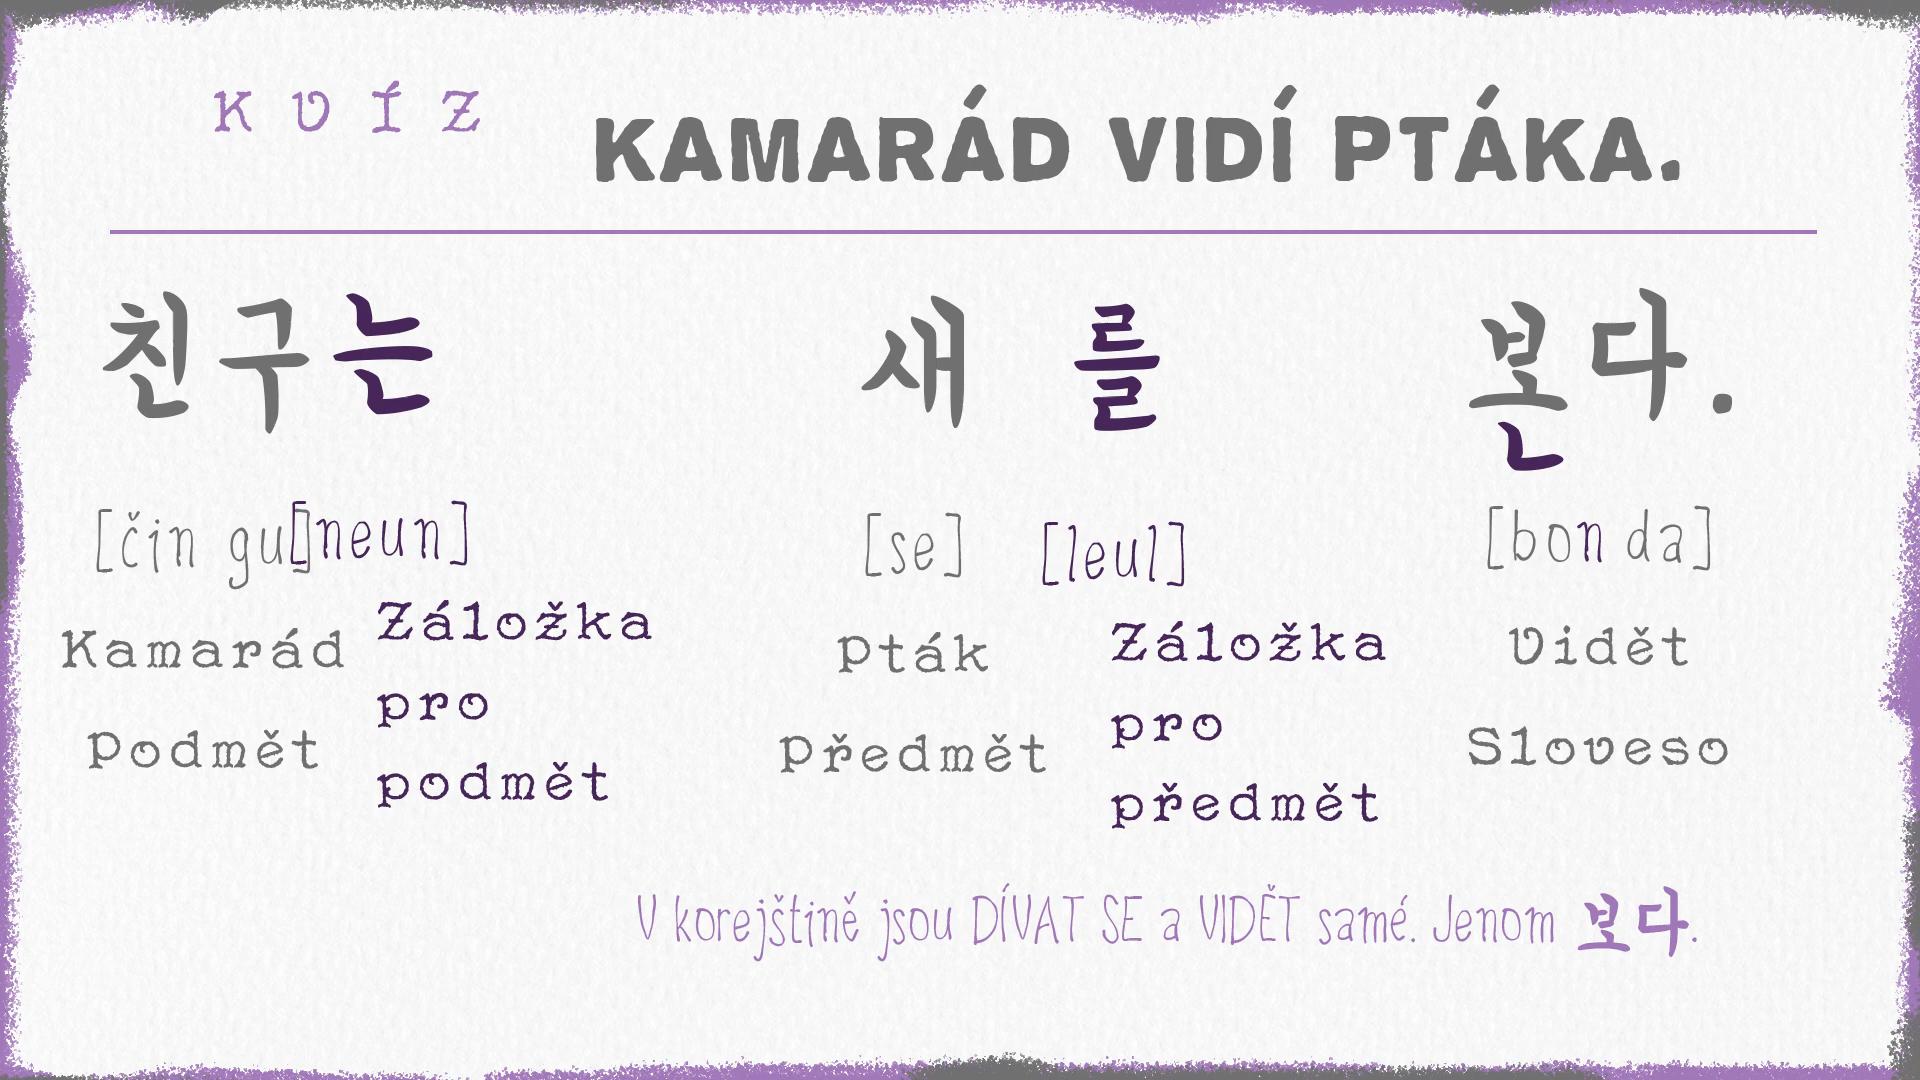 KVÍZ
KAMARÁD VIDÍ PTÁKA.
친구는 새를 본다.
[čin gu][neun] [se] [leul] [bon da]
Kamarád
Podmět
Záložka
pro
podmět
Pták
Předmět
Záložka
pro
předmět
Vidět
Sloveso
V korejštině jsou DÍVAT SE a VIDĚT samé. Jenom 보다.